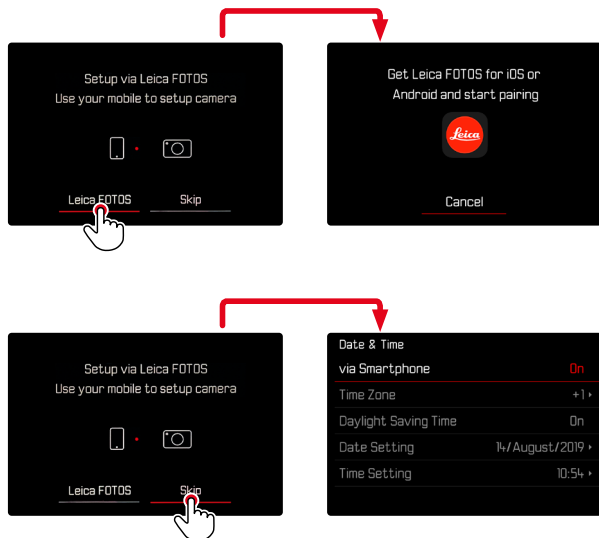 Setup via Leica FOTOS
Use your mobile to setup camera
Leica FOTOS Skip
Get Leica FOTOS for iOS or
Android and start pairing
Leica
Cancel
Setup via Leica FOTOS
Use your mobile to setup camera
Leica FOTOS Skip
Date & Time
via Smartphone On
Time Zone +1
Daylight Saving Time On
Date Setting 14/August/2019
Time Setting 10:54